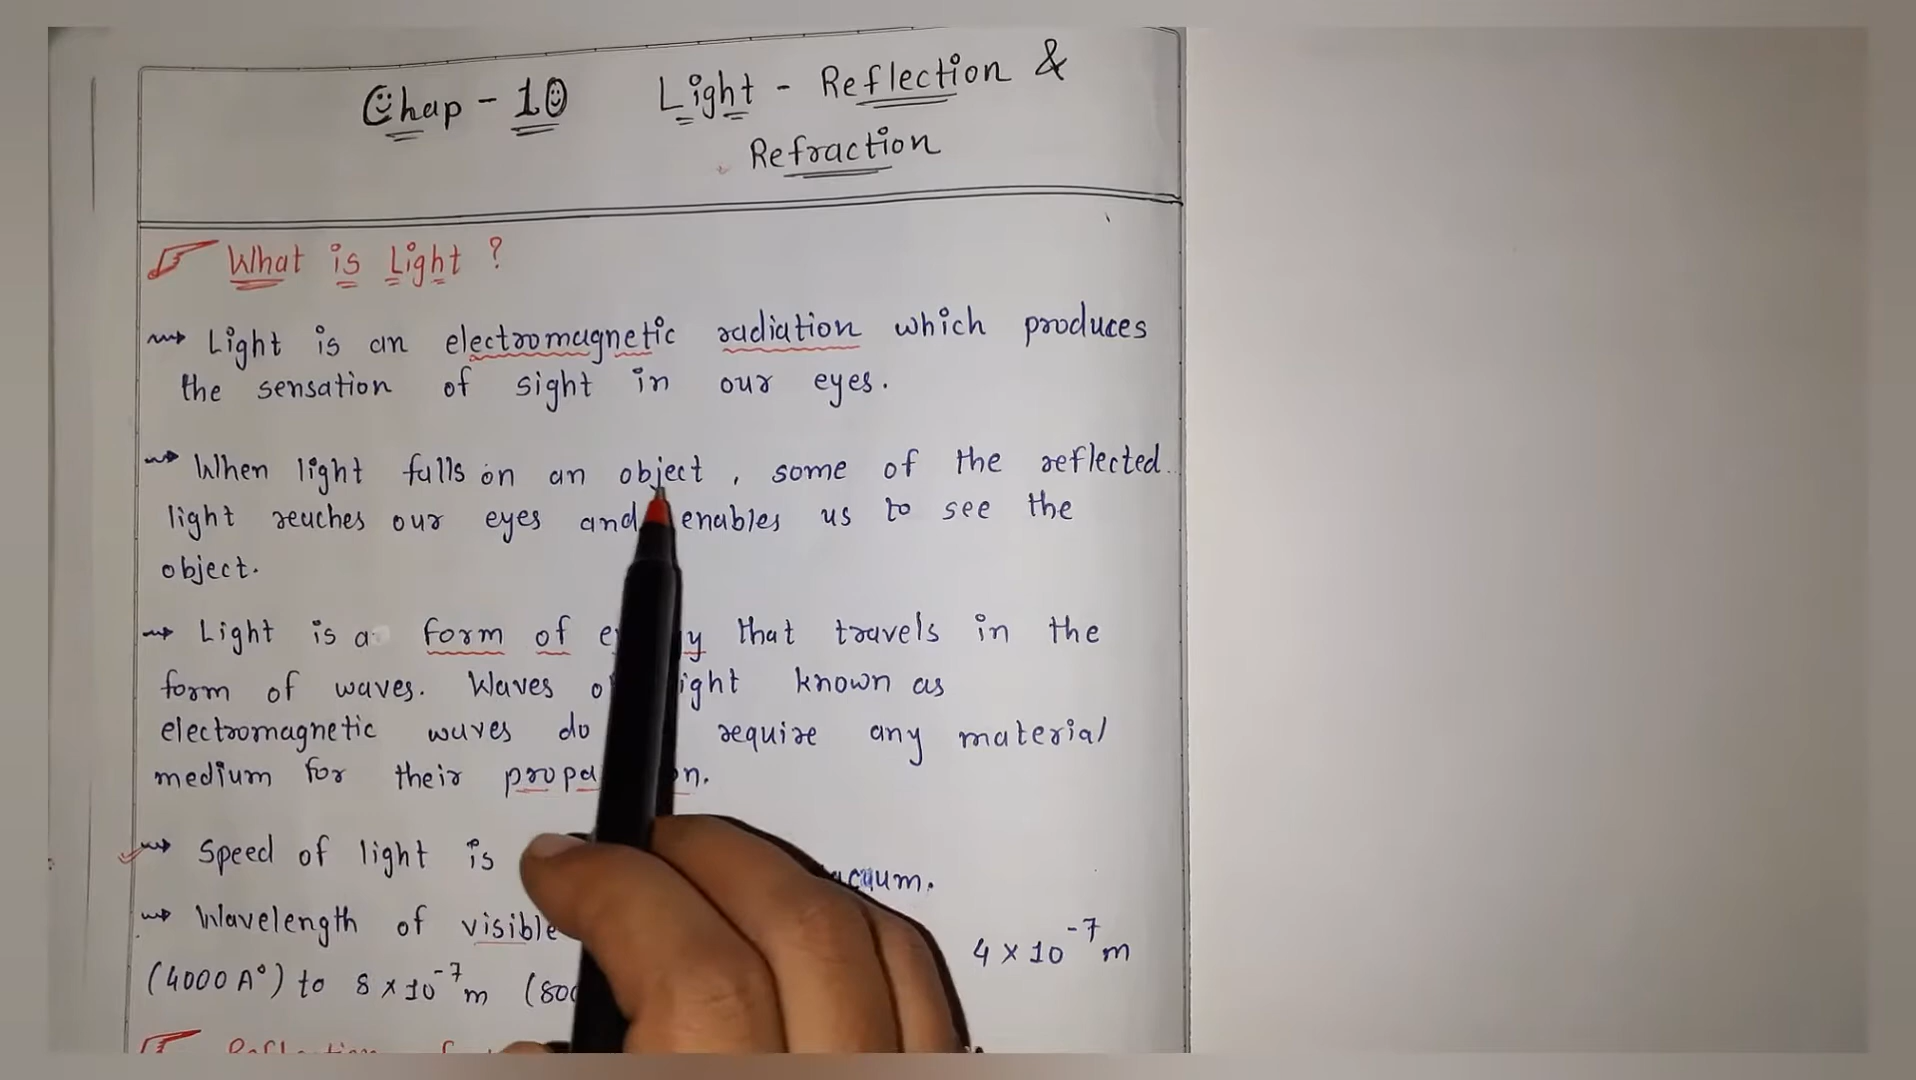 Chap - 10 Light - Reflection &
Refraction
What is Light ?
Light is an electromagnetic radiation which produces
the sensation of sight in our eyes.
When light falls on an object, some of the reflected
light reaches our eyes and enables us to see the
object.
Light is a form of that travels in the
form of waves. Waves known as
electromagnetic waves do require any material
medium for their
Speed of light is
Wavelength of visible 4 × 10⁻⁷ m
(4000 A°) to 8 × 10⁻⁷ m